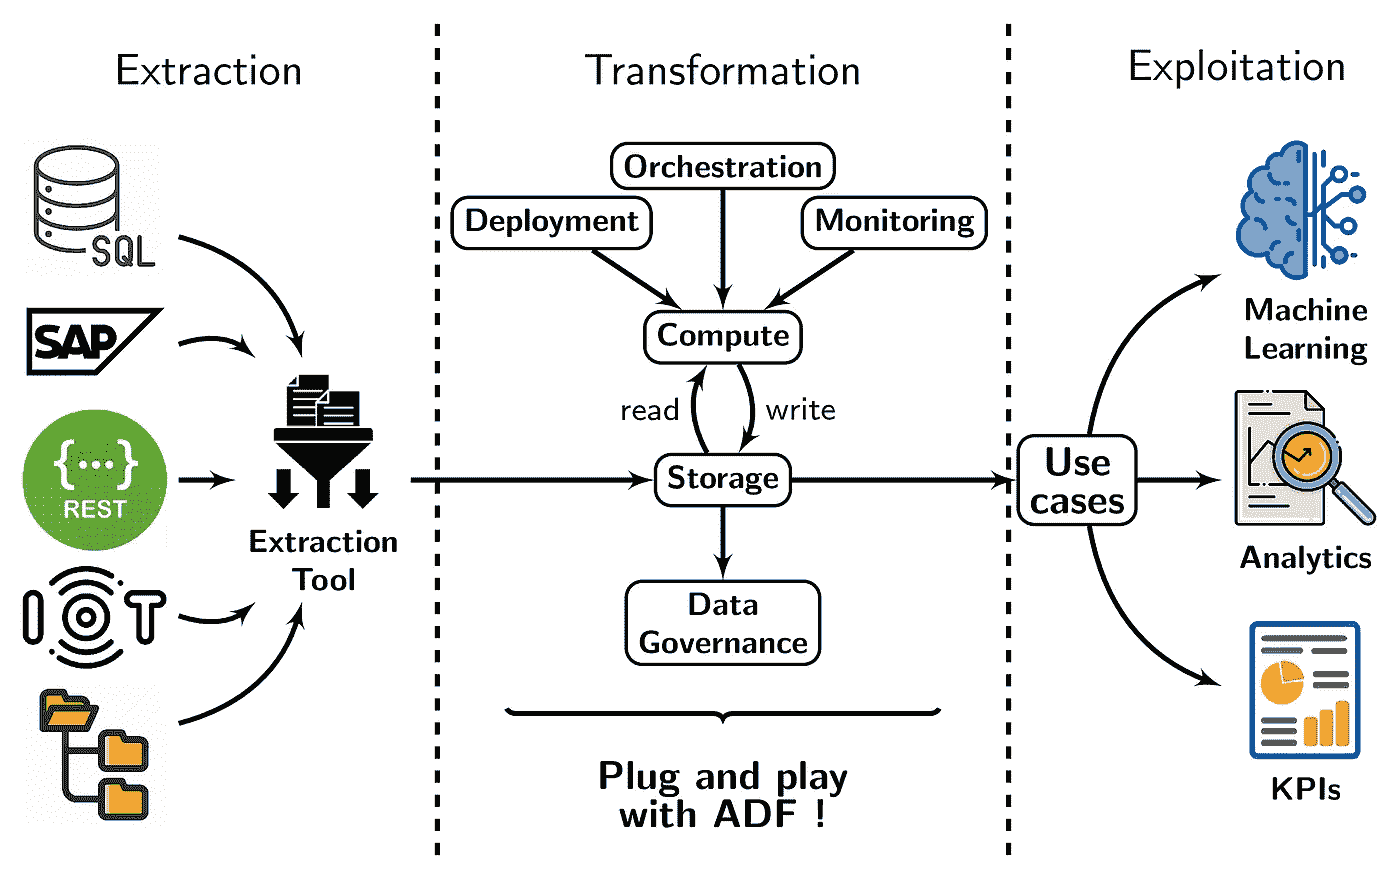 Extraction
Transformation
Exploitation
SQL
SAP
{...}
REST
IOT
Extraction
Tool
Orchestration
Deployment
Monitoring
Compute
read
write
Storage
Data
Governance
Plug and play
with ADF !
Use
cases
Machine
Learning
Analytics
KPIs